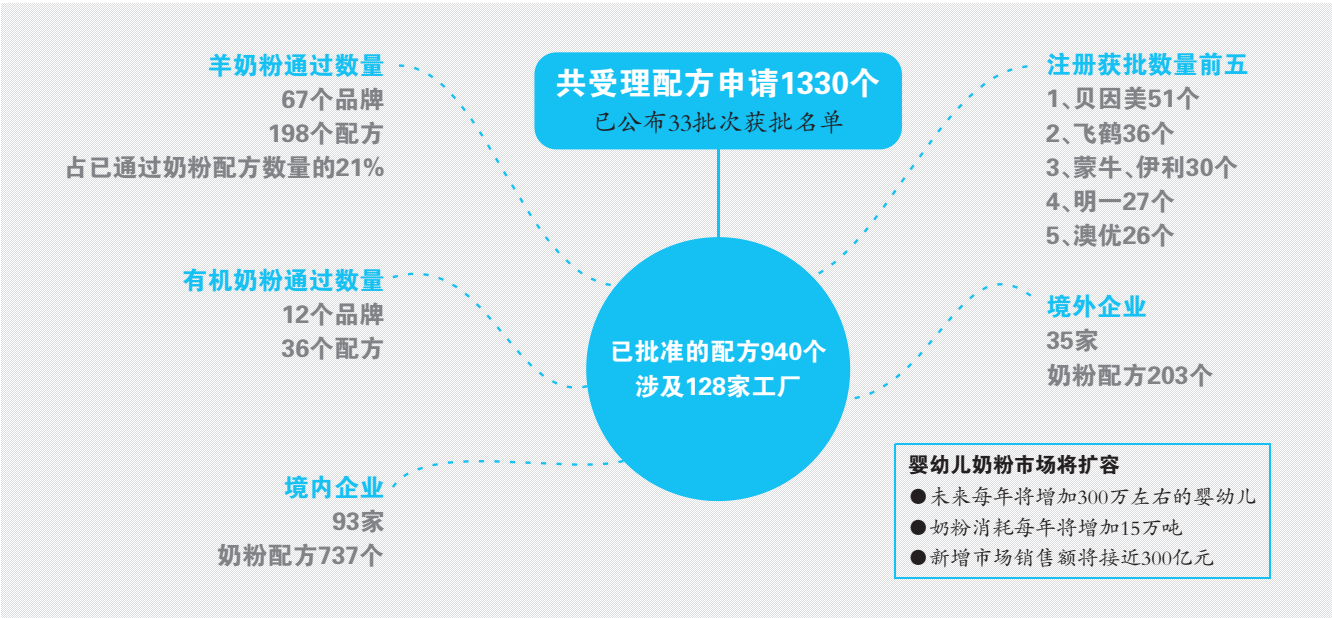 共受理配方申请1330个
已公布33批次获批名单
羊奶粉通过数量
67个品牌
198个配方
占已通过奶粉配方数量的21%
有机奶粉通过数量
12个品牌
36个配方
境内企业
93家
奶粉配方737个
已批准的配方940个
涉及128家工厂
注册获批数量前五
1、贝因美51个
2、飞鹤36个
3、蒙牛、伊利30个
4、明一27个
5、澳优26个
境外企业
35家
奶粉配方203个
婴幼儿奶粉市场将扩容
●未来每年将增加300万左右的婴幼儿
●奶粉消耗每年将增加15万吨
●新增市场销售额将接近300亿元